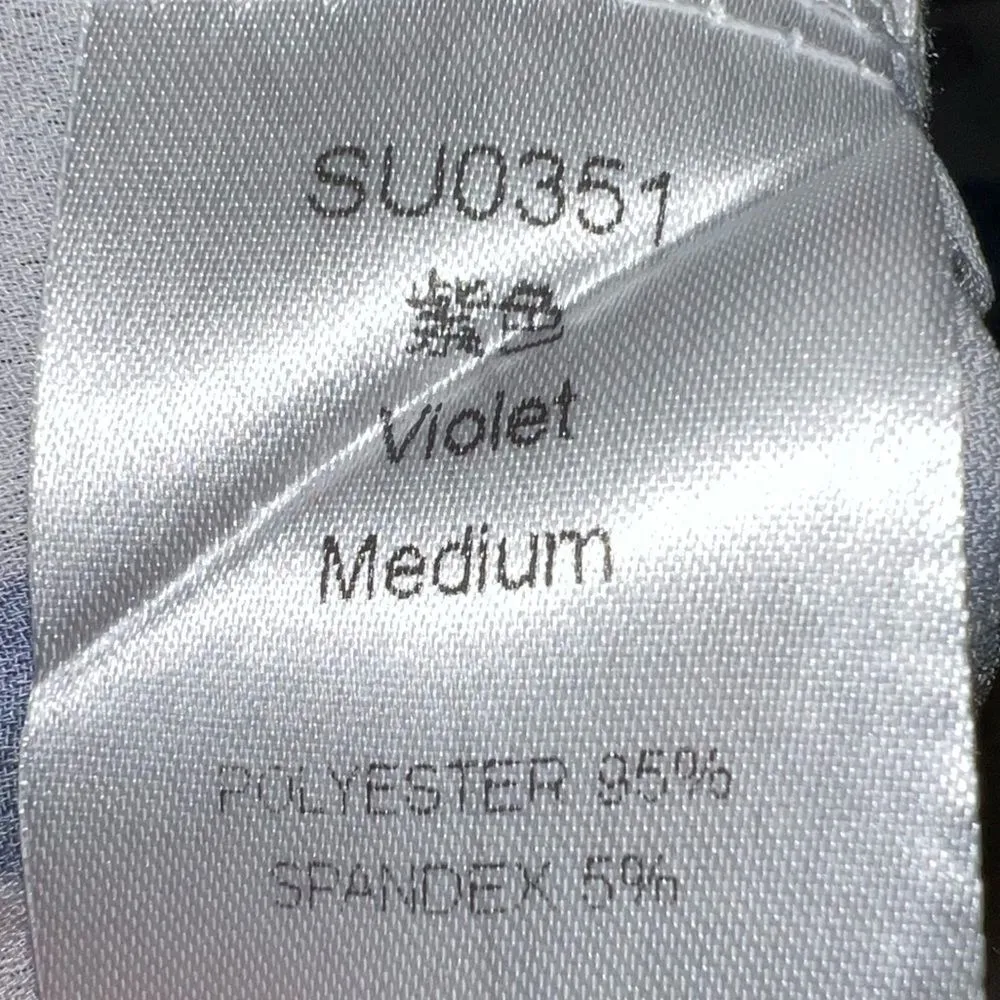 SU0351
紫色
Violet
Medium
POLYESTER 95%
SPANDEX 5%